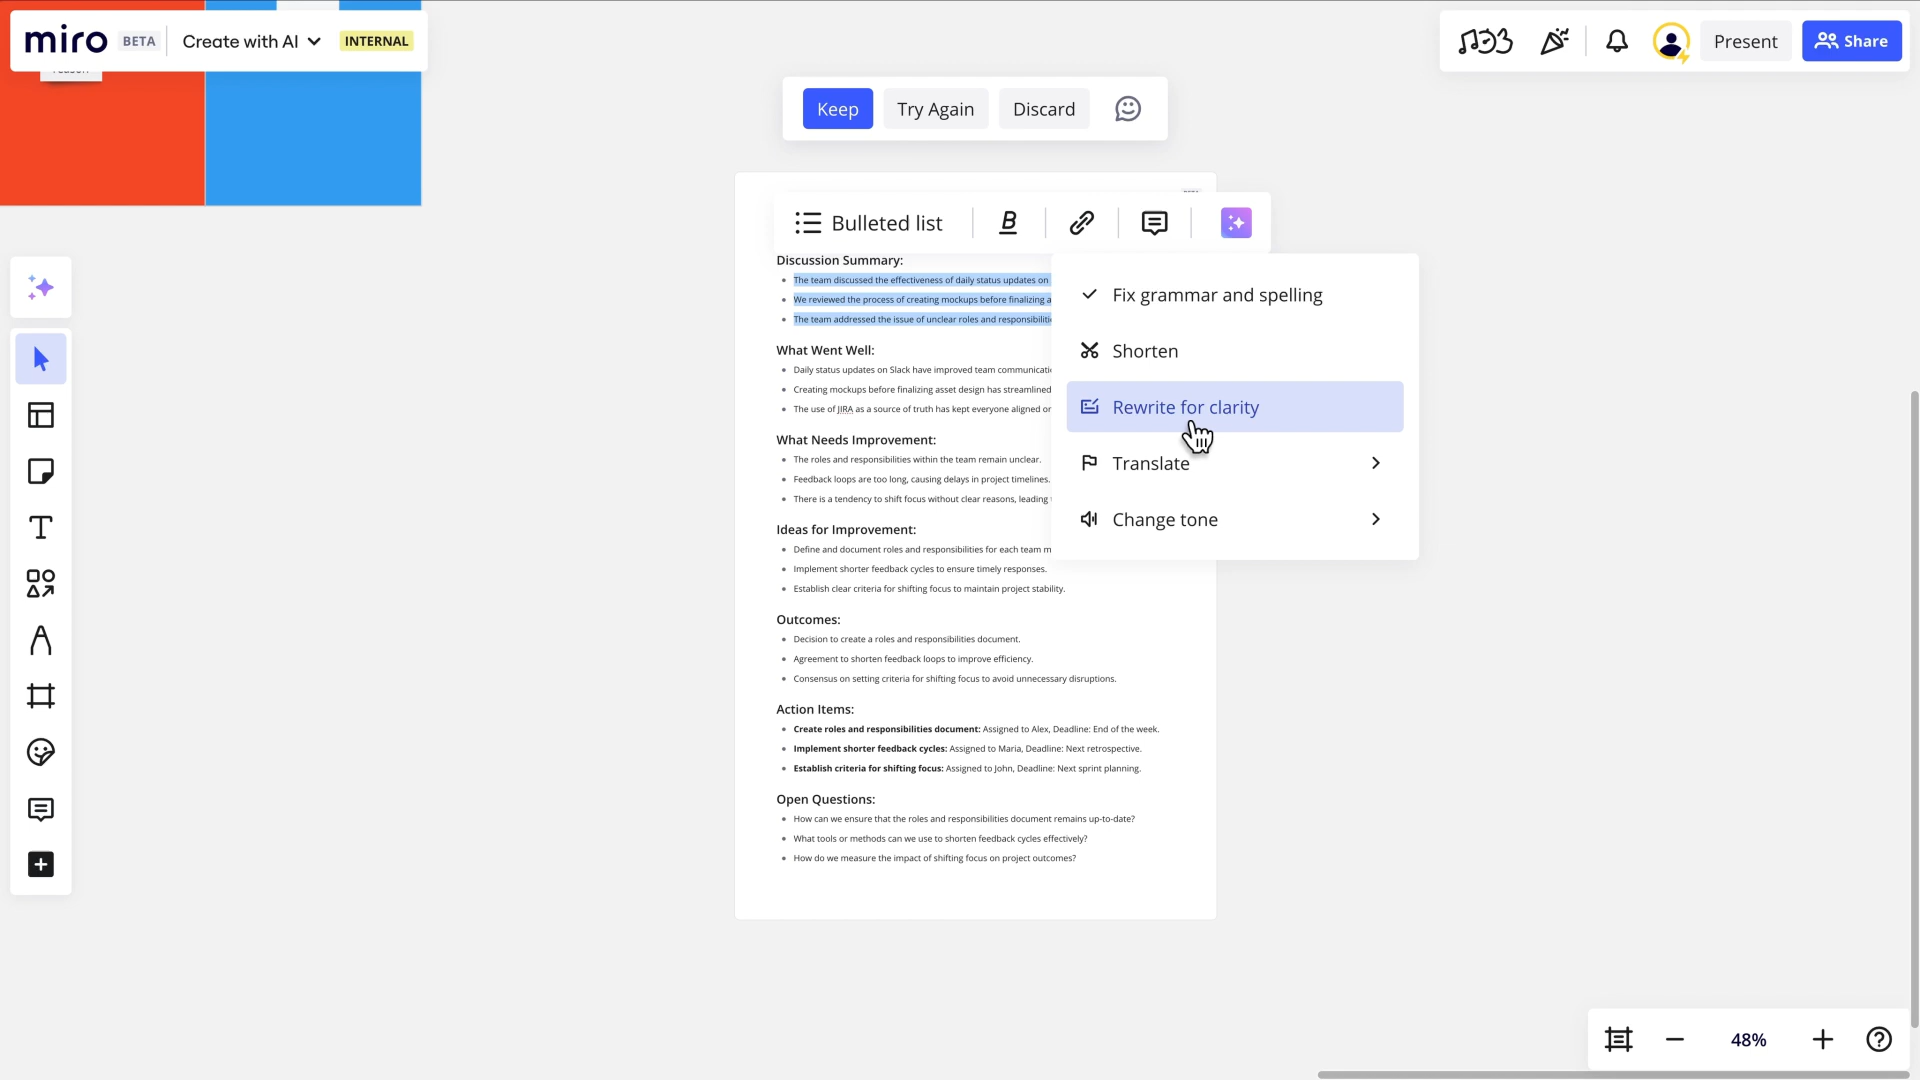 miro BETA Create with AI INTERNAL
Present Share
Keep Try Again Discard
Bulleted list B
Discussion Summary:
The team discussed the effectiveness of daily status updates on
We reviewed the process of creating mockups before finalizing a
The team addressed the issue of unclear roles and responsibiliti
What Went Well:
Daily status updates on Slack have improved team communicati
Creating mockups before finalizing asset design has streamlined
The use of JIRA as a source of truth has kept everyone aligned or
What Needs Improvement:
The roles and responsibilities within the team remain unclear.
Feedback loops are too long, causing delays in project timelines.
There is a tendency to shift focus without clear reasons, leading
Ideas for Improvement:
Define and document roles and responsibilities for each team m
Implement shorter feedback cycles to ensure timely responses.
Establish clear criteria for shifting focus to maintain project stability.
Outcomes:
Decision to create a roles and responsibilities document.
Agreement to shorten feedback loops to improve efficiency.
Consensus on setting criteria for shifting focus to avoid unnecessary disruptions.
Action Items:
Create roles and responsibilities document: Assigned to Alex, Deadline: End of the week.
Implement shorter feedback cycles: Assigned to Maria, Deadline: Next retrospective.
Establish criteria for shifting focus: Assigned to John, Deadline: Next sprint planning.
Open Questions:
How can we ensure that the roles and responsibilities document remains up-to-date?
What tools or methods can we use to shorten feedback cycles effectively?
How do we measure the impact of shifting focus on project outcomes?
Fix grammar and spelling
Shorten
Rewrite for clarity
Translate
Change tone
48%